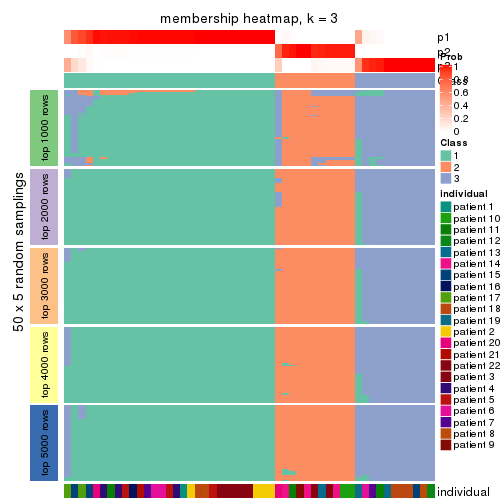 membership heatmap, k = 3
p1
p2
p3
Class
Prob
1
0.8
0.6
0.4
0.2
0
Class
1
2
3
individual
patient 1
patient 10
patient 11
patient 12
patient 13
patient 14
patient 15
patient 16
patient 17
patient 18
patient 19
patient 2
patient 20
patient 21
patient 22
patient 3
patient 4
patient 5
patient 6
patient 7
patient 8
patient 9
50 x 5 random samplings
top 1000 rows
top 2000 rows
top 3000 rows
top 4000 rows
top 5000 rows
individual